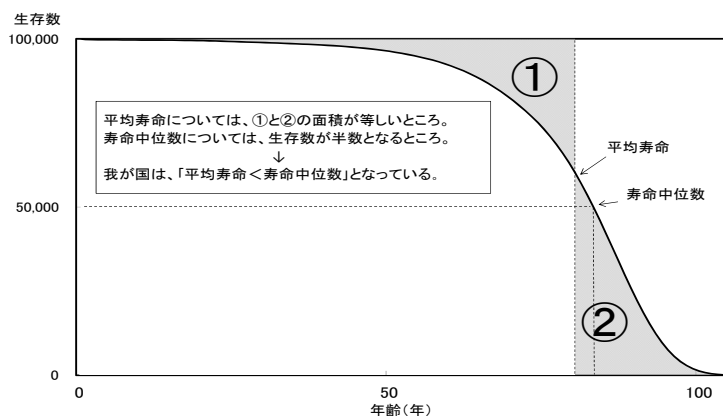 生存数
100,000
①
平均寿命については、①と②の面積が等しいところ。
寿命中位数については、生存数が半数となるところ。
↓
我が国は、「平均寿命＜寿命中位数」となっている。
平均寿命
寿命中位数
50,000
②
0
0
50
100
年齢(年)